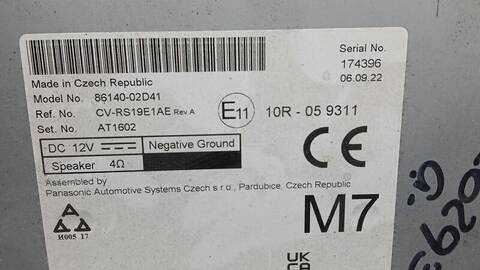 Serial No.
174396
06.09.22
Made in Czech Republic
Model No. 86140-02D41
Ref. No. CV-RS19E1AE Rev A
Set. No. AT1602
E11 10R - 05 9311
DC 12V
Negative Ground
Speaker 4Ω
CE
Assembled by
Panasonic Automotive Systems Czech s.r.o., Pardubice, Czech Republic
M7
И005 17
UK
CA